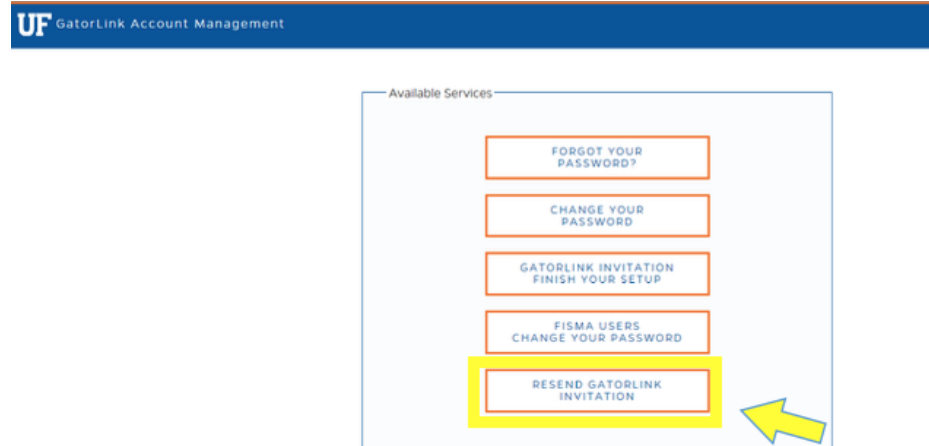 UF GatorLink Account Management
Available Services
FORGOT YOUR
PASSWORD?
CHANGE YOUR
PASSWORD
GATORLINK INVITATION
FINISH YOUR SETUP
FISMA USERS
CHANGE YOUR PASSWORD
RESEND GATORLINK
INVITATION